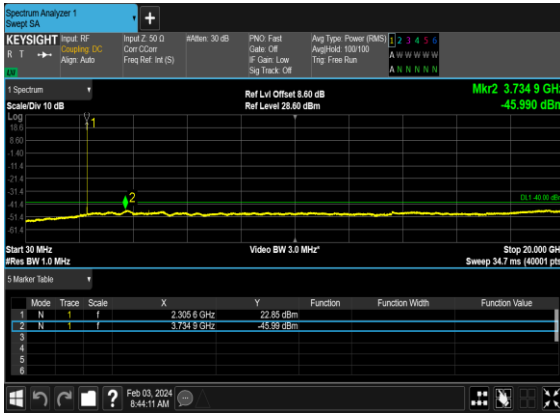 Spectrum Analyzer 1
Swept SA
+
KEYSIGHT Input: RF Input Z: 50 Ω #Atten: 30 dB PNO: Fast Avg Type: Power (RMS) 1 2 3 4 5 6
R T Coupling: DC Corr CCorr Gate: Off Avg|Hold: 100/100 A W W W W W
Align: Auto Freq Ref: Int (S) IF Gain: Low Trig: Free Run
Sig Track: Off A N N N N N
1 Spectrum
Scale/Div 10 dB
Ref Lvl Offset 8.60 dB
Ref Level 28.60 dBm
Mkr2 3.734 9 GHz
-45.990 dBm
Log
18.6
8.60
-1.40
-11.4
-21.4
-31.4
-41.4
-51.4
1
2
DL1 -40.00 dBm
Start 30 MHz Video BW 3.0 MHz* Stop 20.000 GHz
#Res BW 1.0 MHz Sweep 34.7 ms (40001 pts)
5 Marker Table
Mode Trace Scale X Y Function Function Width Function Value
1 N 1 f 2.305 6 GHz 22.85 dBm
2 N 1 f 3.734 9 GHz -45.99 dBm
3
4
5
6
? Feb 03, 2024
8:44:11 AM